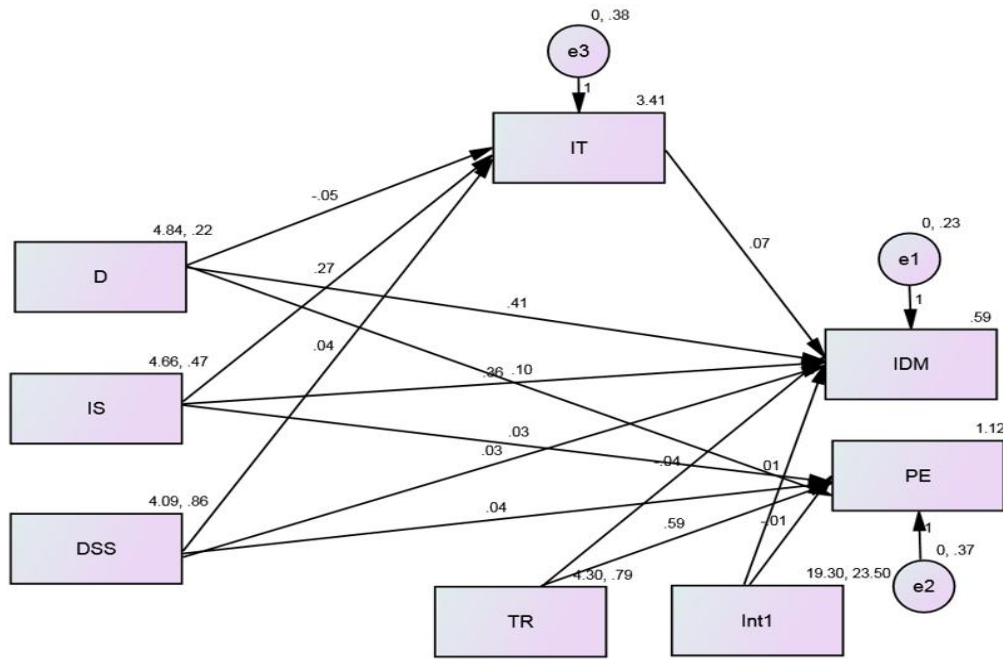 0, .38
e3
1
3.41
IT
-.05
4.84, .22
D
.27
.07
0, .23
e1
1
.41
.59
IDM
.04
4.66, .47
IS
.36
.10
.03
.03
1.12
PE
-.04
.01
4.09, .86
DSS
.04
.59
-.01
1
0, .37
e2
4.30, .79
TR
19.30, 23.50
Int1